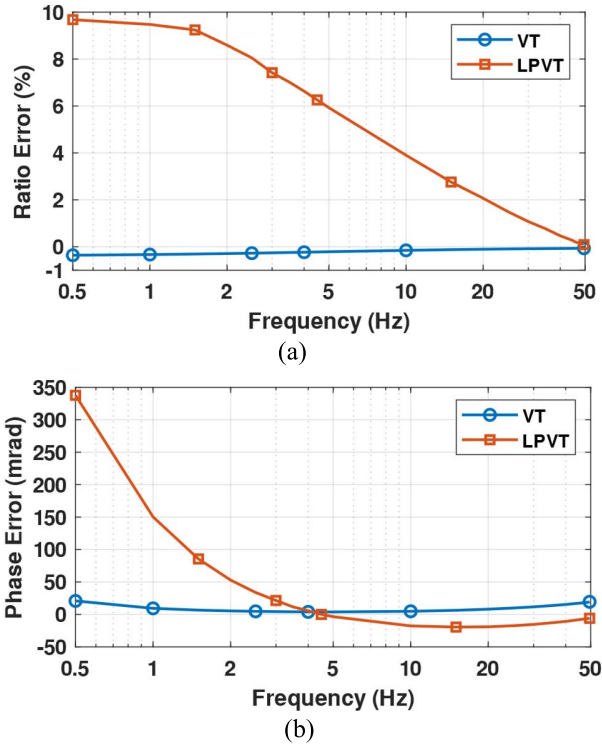 10
8
6
4
2
0
-1
Ratio Error (%)
VT
LPVT
0.5 1 2 5 10 20 50
Frequency (Hz)
(a)
350
300
250
200
150
100
50
0
-50
Phase Error (mrad)
VT
LPVT
0.5 1 2 5 10 20 50
Frequency (Hz)
(b)